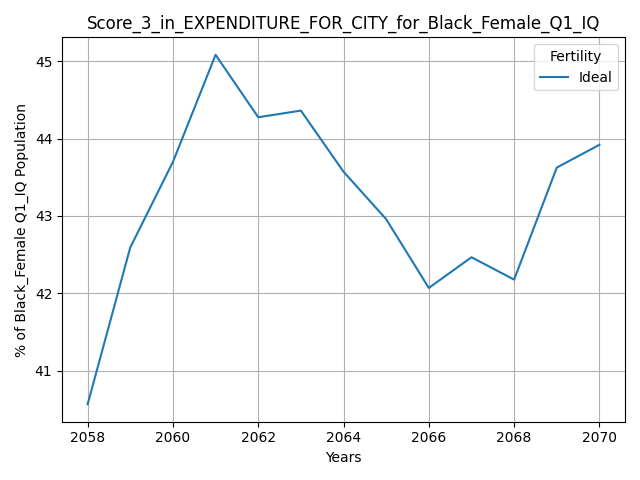 Score_3_in_EXPENDITURE_FOR_CITY_for_Black_Female_Q1_IQ
Fertility
Ideal
% of Black_Female Q1_IQ Population
45
44
43
42
41
2058 2060 2062 2064 2066 2068 2070
Years